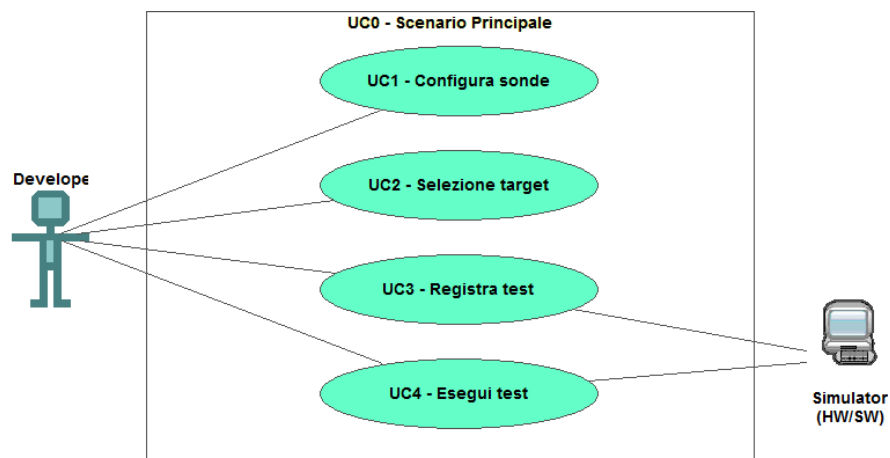 UC0 - Scenario Principale
UC1 - Configura sonde
Develope
UC2 - Selezione target
UC3 - Registra test
UC4 - Esegui test
Simulator
(HW/SW)